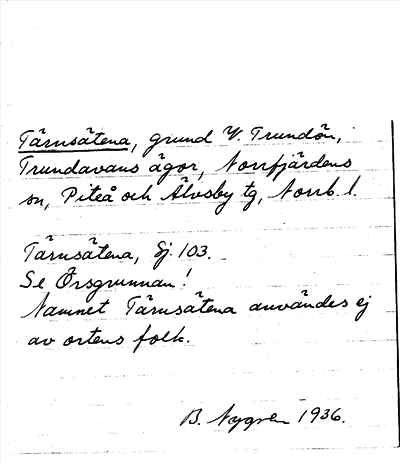 Tärnsätena, grund V. Trundön,
Trundavans ägor, Norrfjärdens
sn, Piteå och Älvsby tg, Norrb. l.
Tärnsätena, Sj. 103.
Se Örsgrunnan!
Namnet Tärnsätena användes ej
av ortens folk.
B. Nygren 1936.